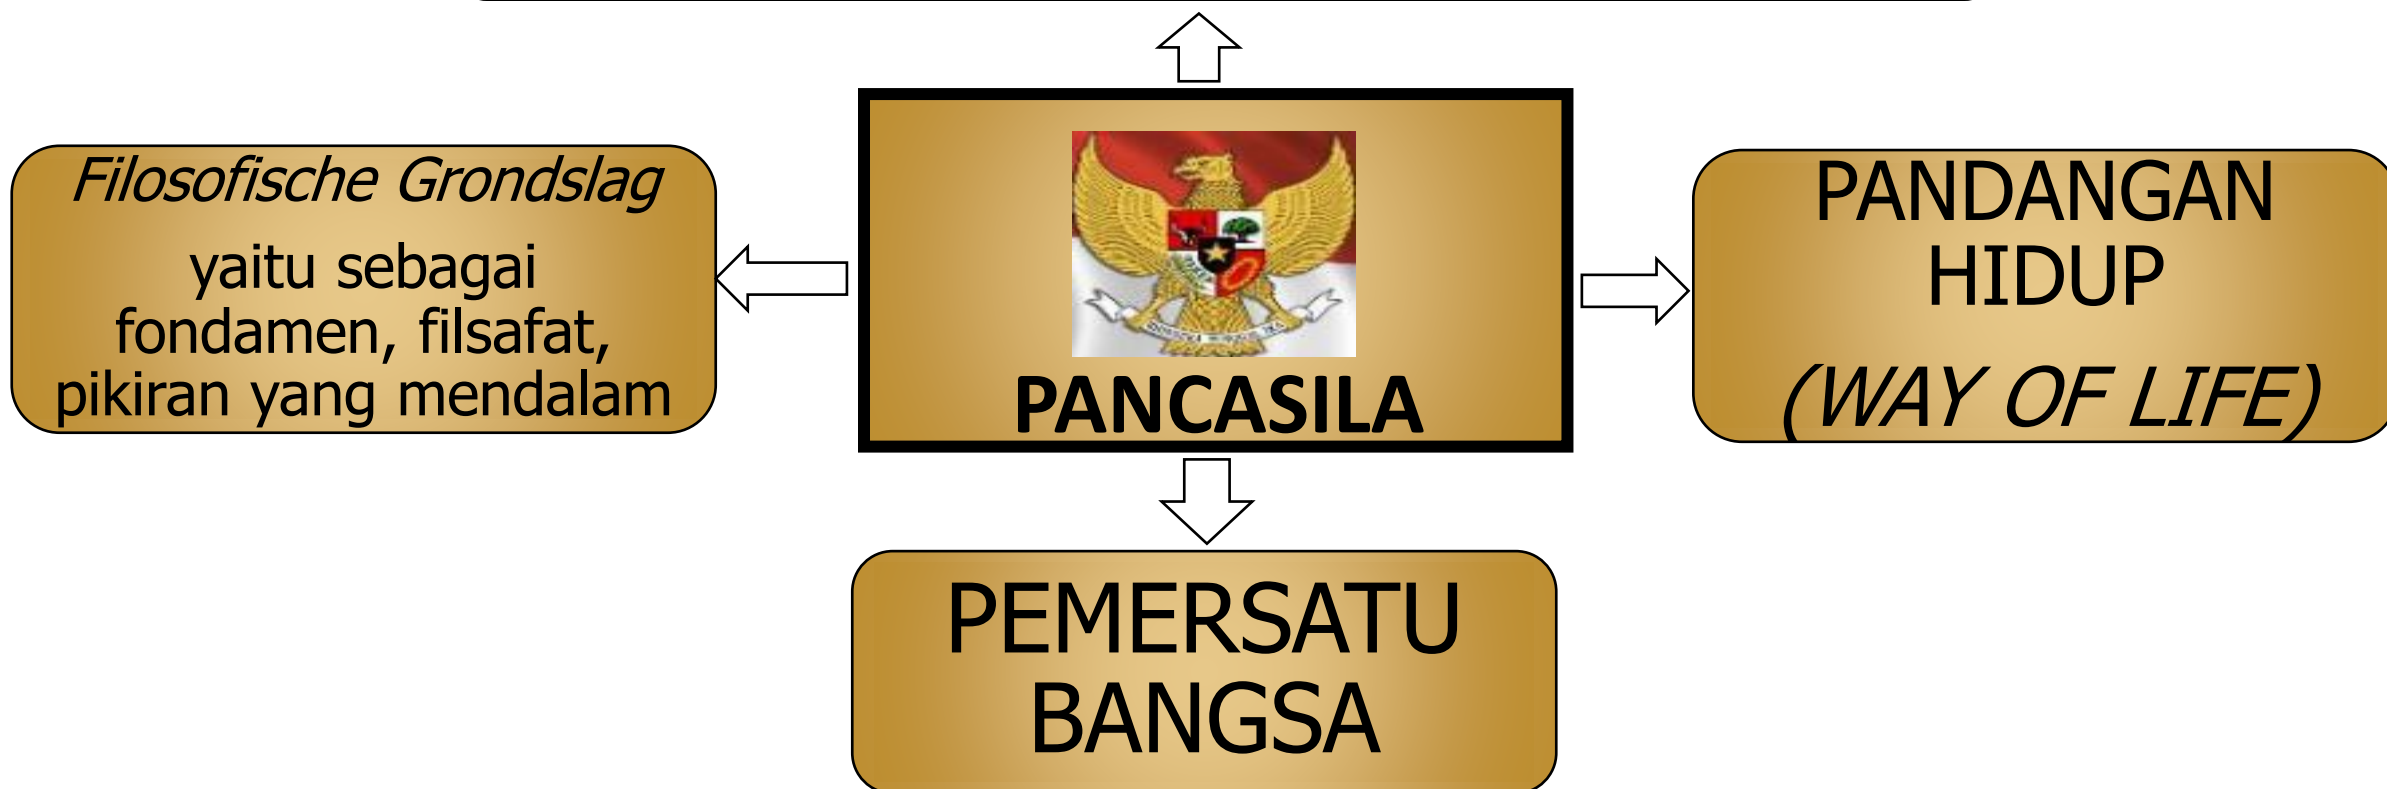 Filosofische Grondslag
yaitu sebagai
fondamen, filsafat,
pikiran yang mendalam
PANCASILA
PANDANGAN
HIDUP
(WAY OF LIFE)
PEMERSATU
BANGSA